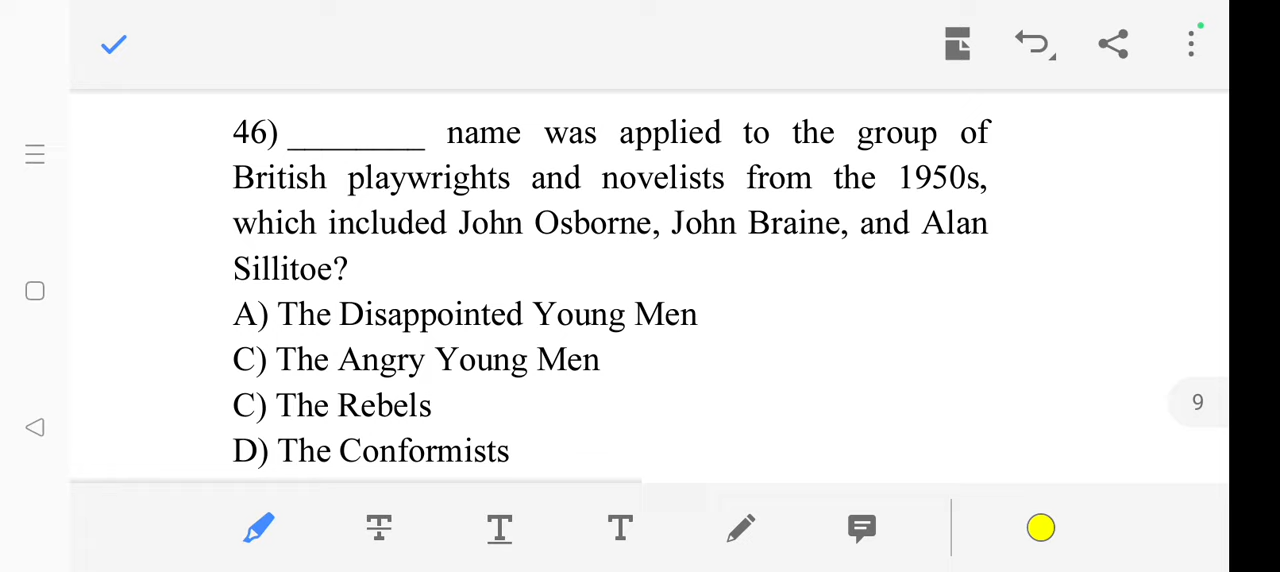 46) ________ name was applied to the group of
British playwrights and novelists from the 1950s,
which included John Osborne, John Braine, and Alan
Sillitoe?
A) The Disappointed Young Men
C) The Angry Young Men
C) The Rebels
D) The Conformists
9
T
T
T